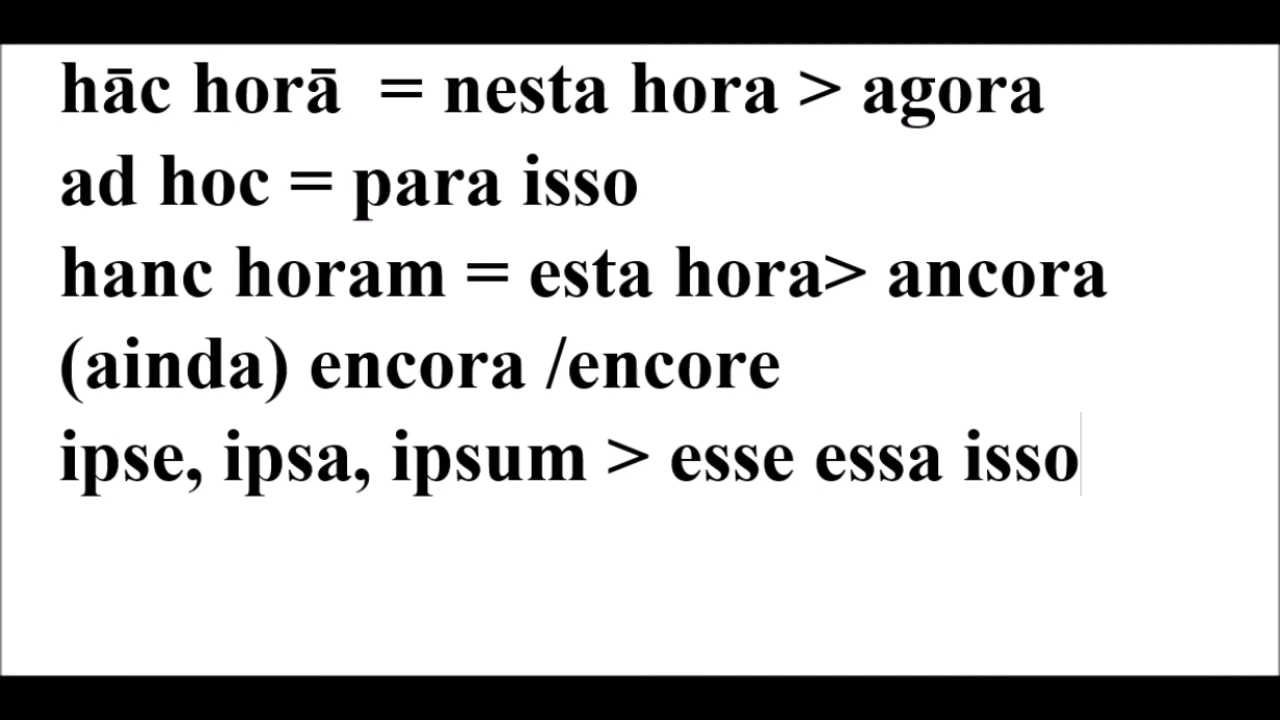 hāc horā = nesta hora > agora
ad hoc = para isso
hanc horam = esta hora> ancora
(ainda) encora /encore
ipse, ipsa, ipsum > esse essa isso